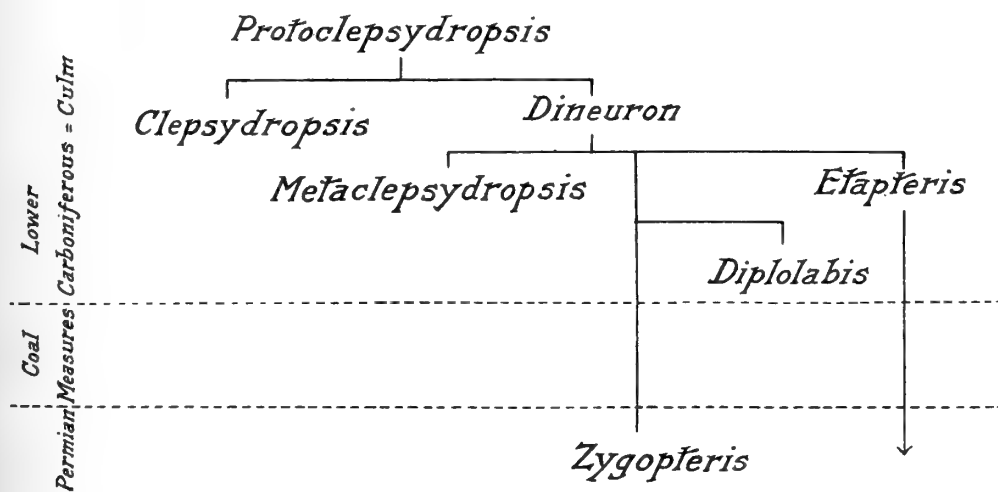 Protoclepsydropsis
Clepsydropsis
Dineuron
Metaclepsydropsis
Etapteris
Diplolabis
Zygopteris
Lower
Carboniferous = Culm
Coal
Measures
Permian